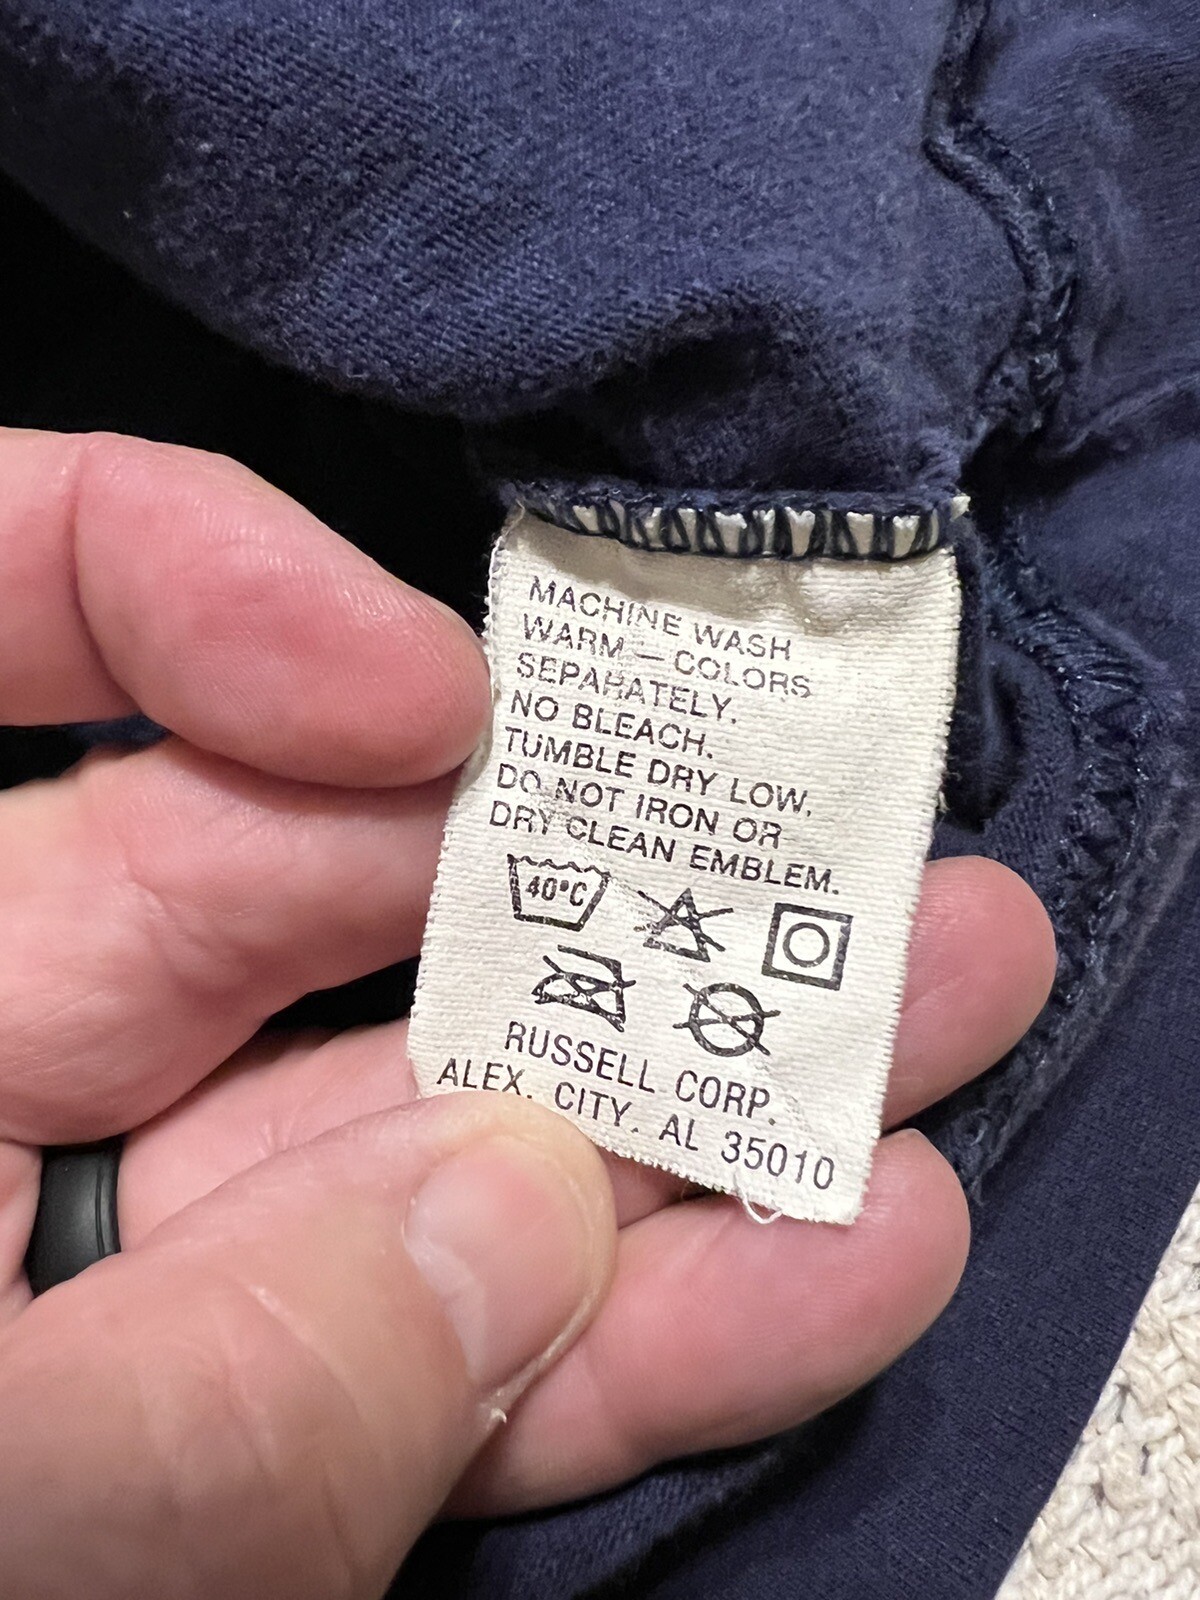 MACHINE WASH
WARM — COLORS
SEPARATELY.
NO BLEACH.
TUMBLE DRY LOW.
DO NOT IRON OR
DRY CLEAN EMBLEM.
40°C
RUSSELL CORP.
ALEX. CITY. AL 35010